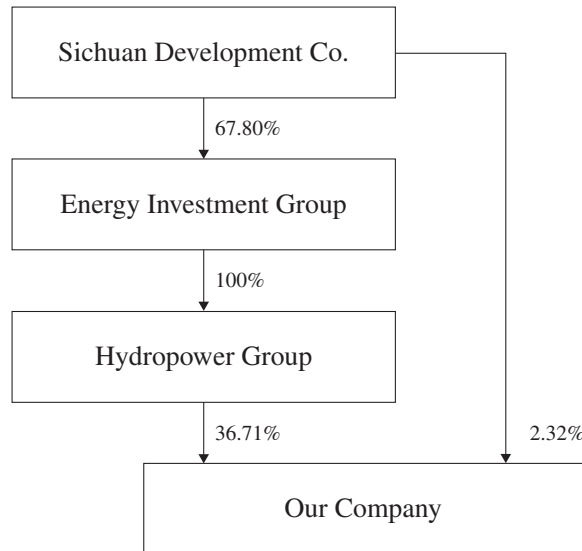 Sichuan Development Co.
67.80%
Energy Investment Group
100%
Hydropower Group
36.71%
2.32%
Our Company